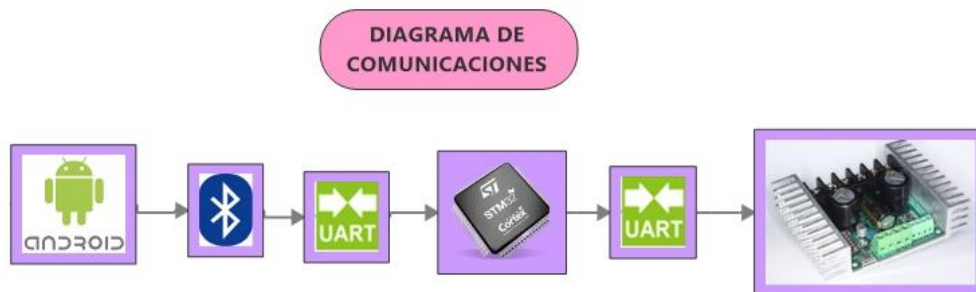 DIAGRAMA DE
COMUNICACIONES
ANDROID
UART
STM32
Cortex
UART